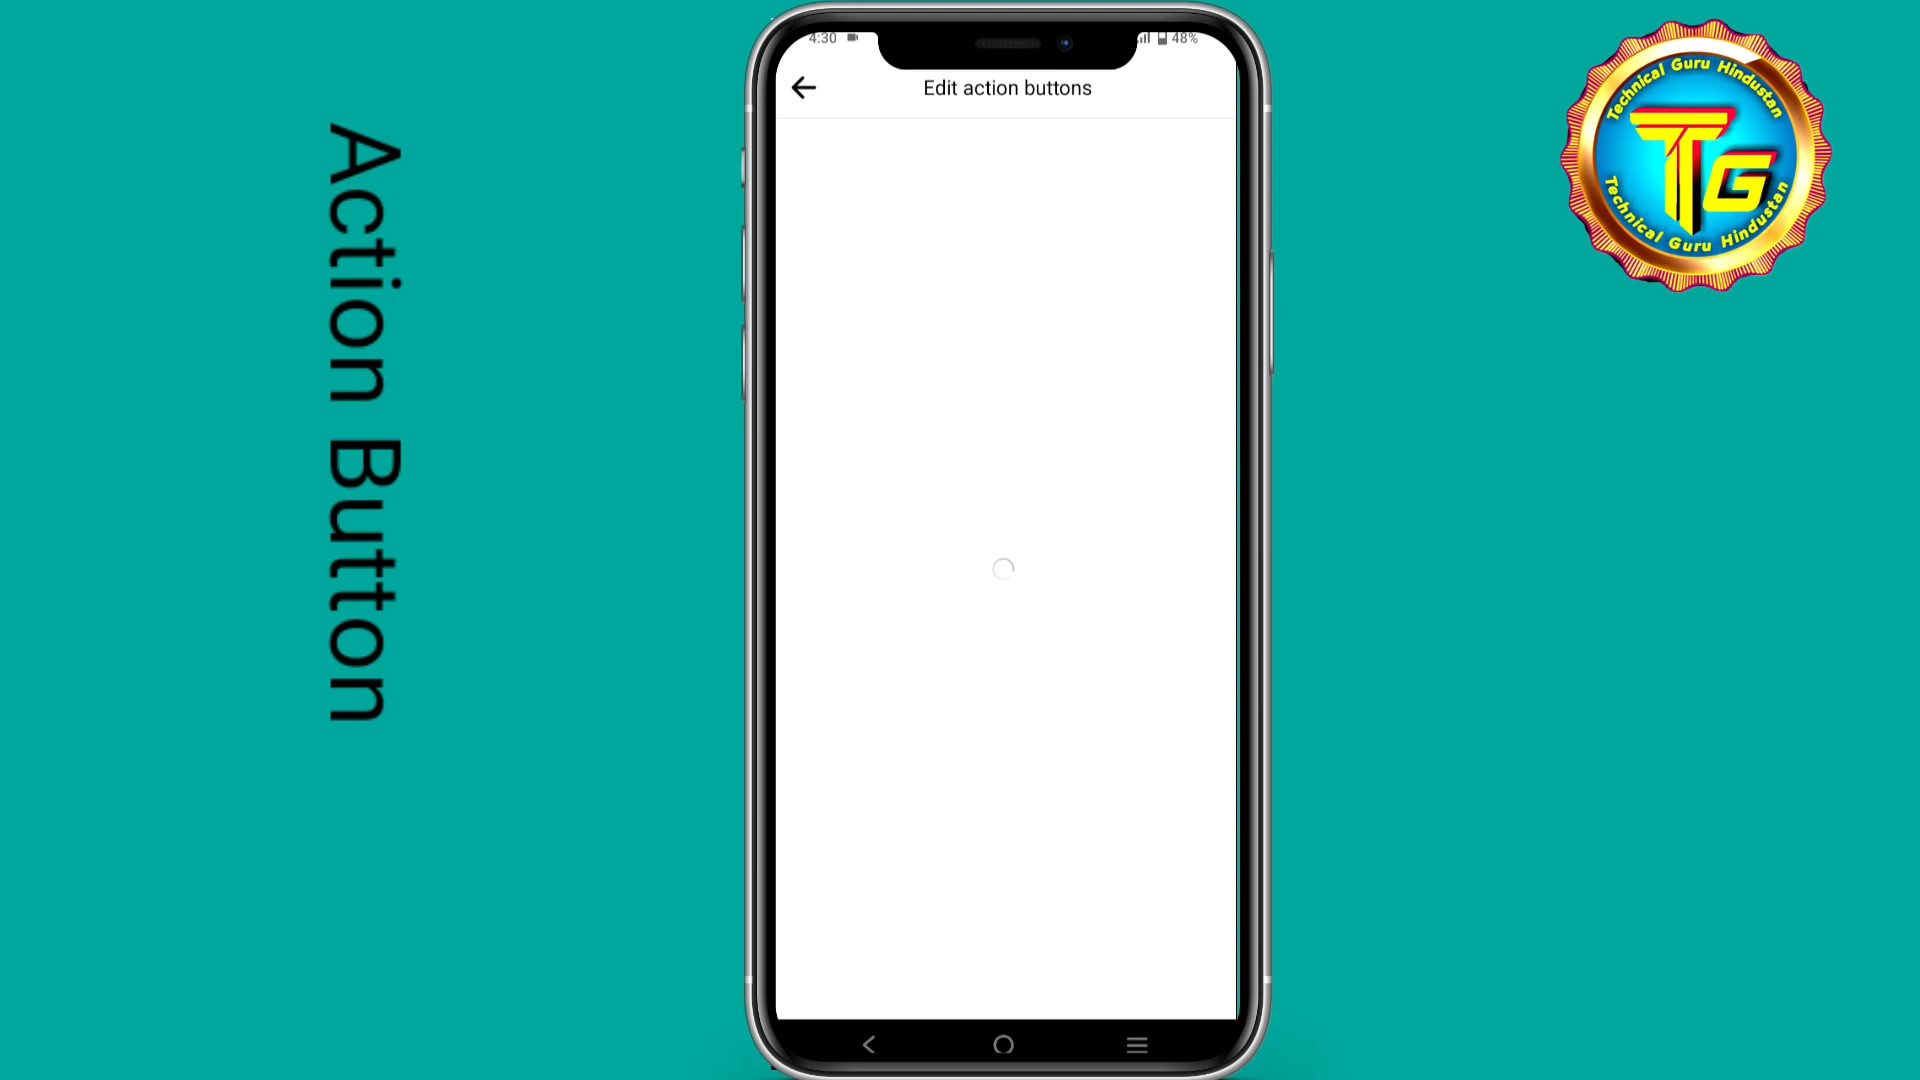 Action Button
4:30
48%
Edit action buttons
Technical Guru Hindustan
TG
Technical Guru Hindustan